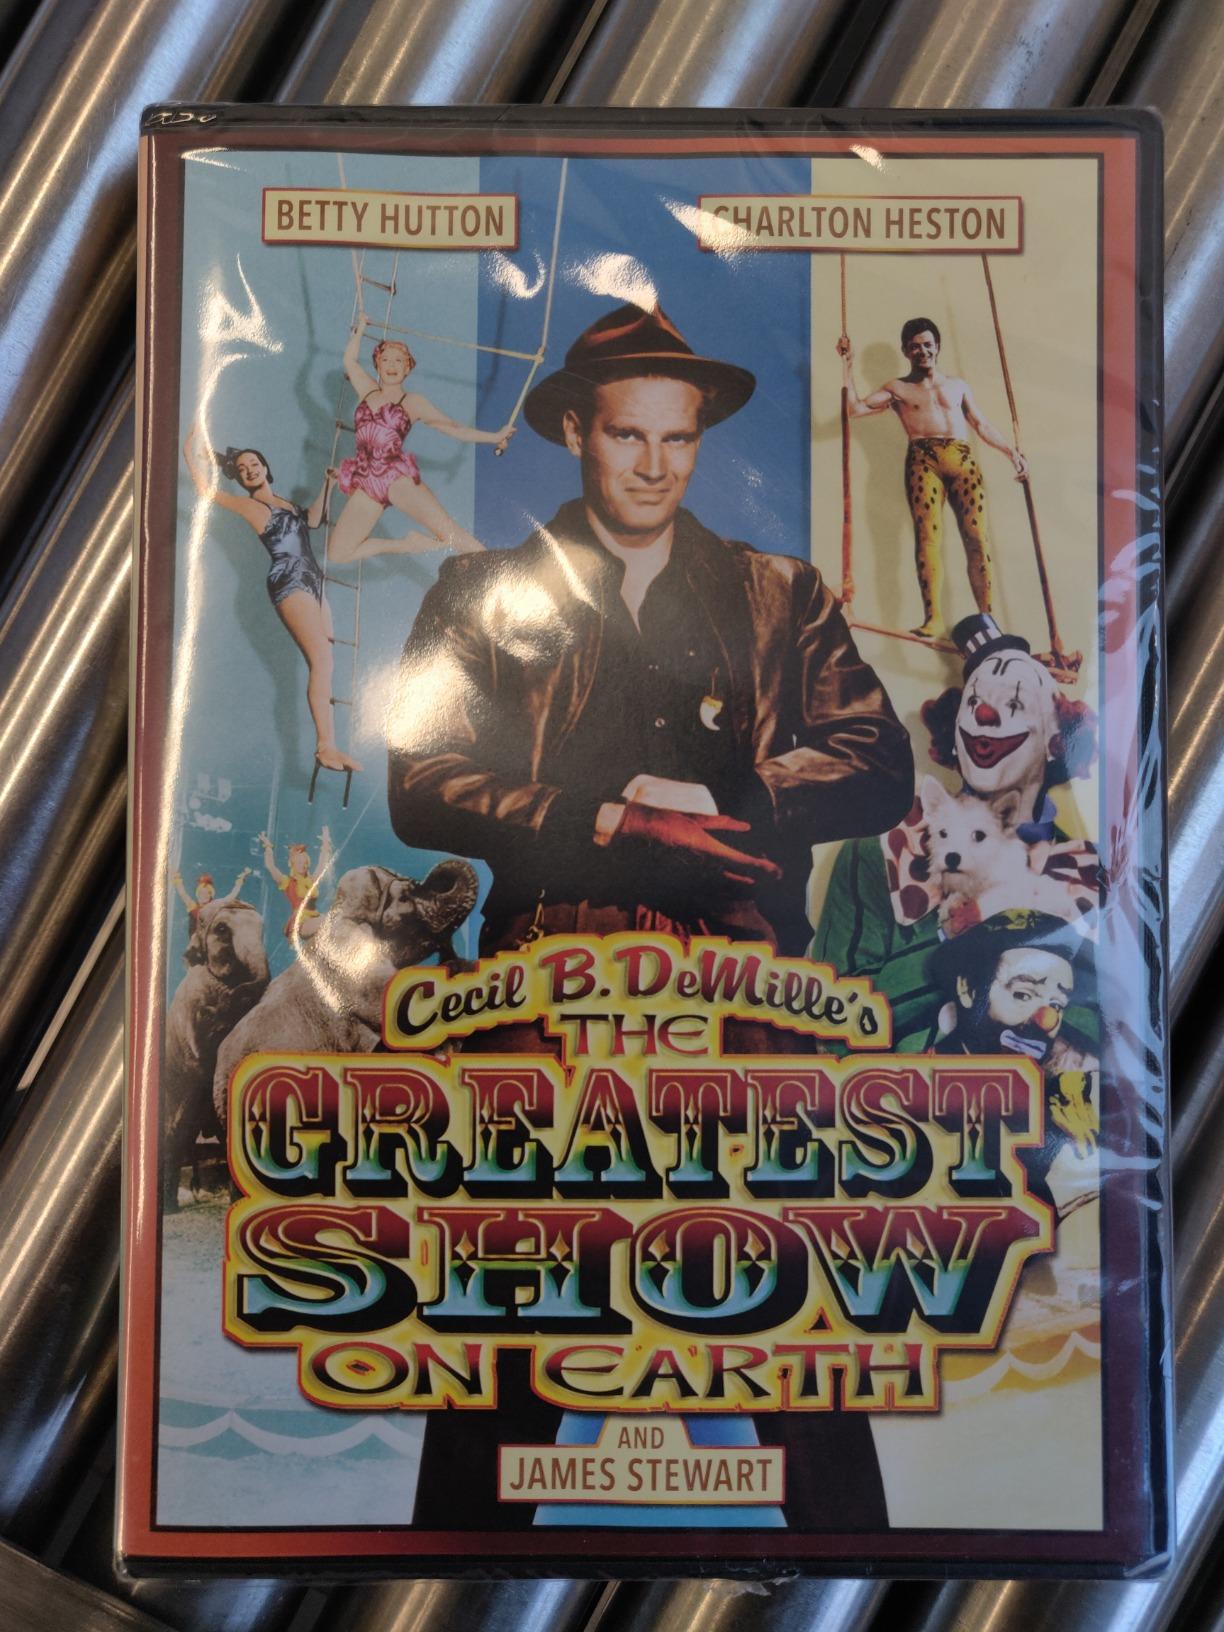 BETTY HUTTON
CHARLTON HESTON
Cecil B. DeMille's
THE
GREATEST
SHOW
ON EARTH
AND
JAMES STEWART